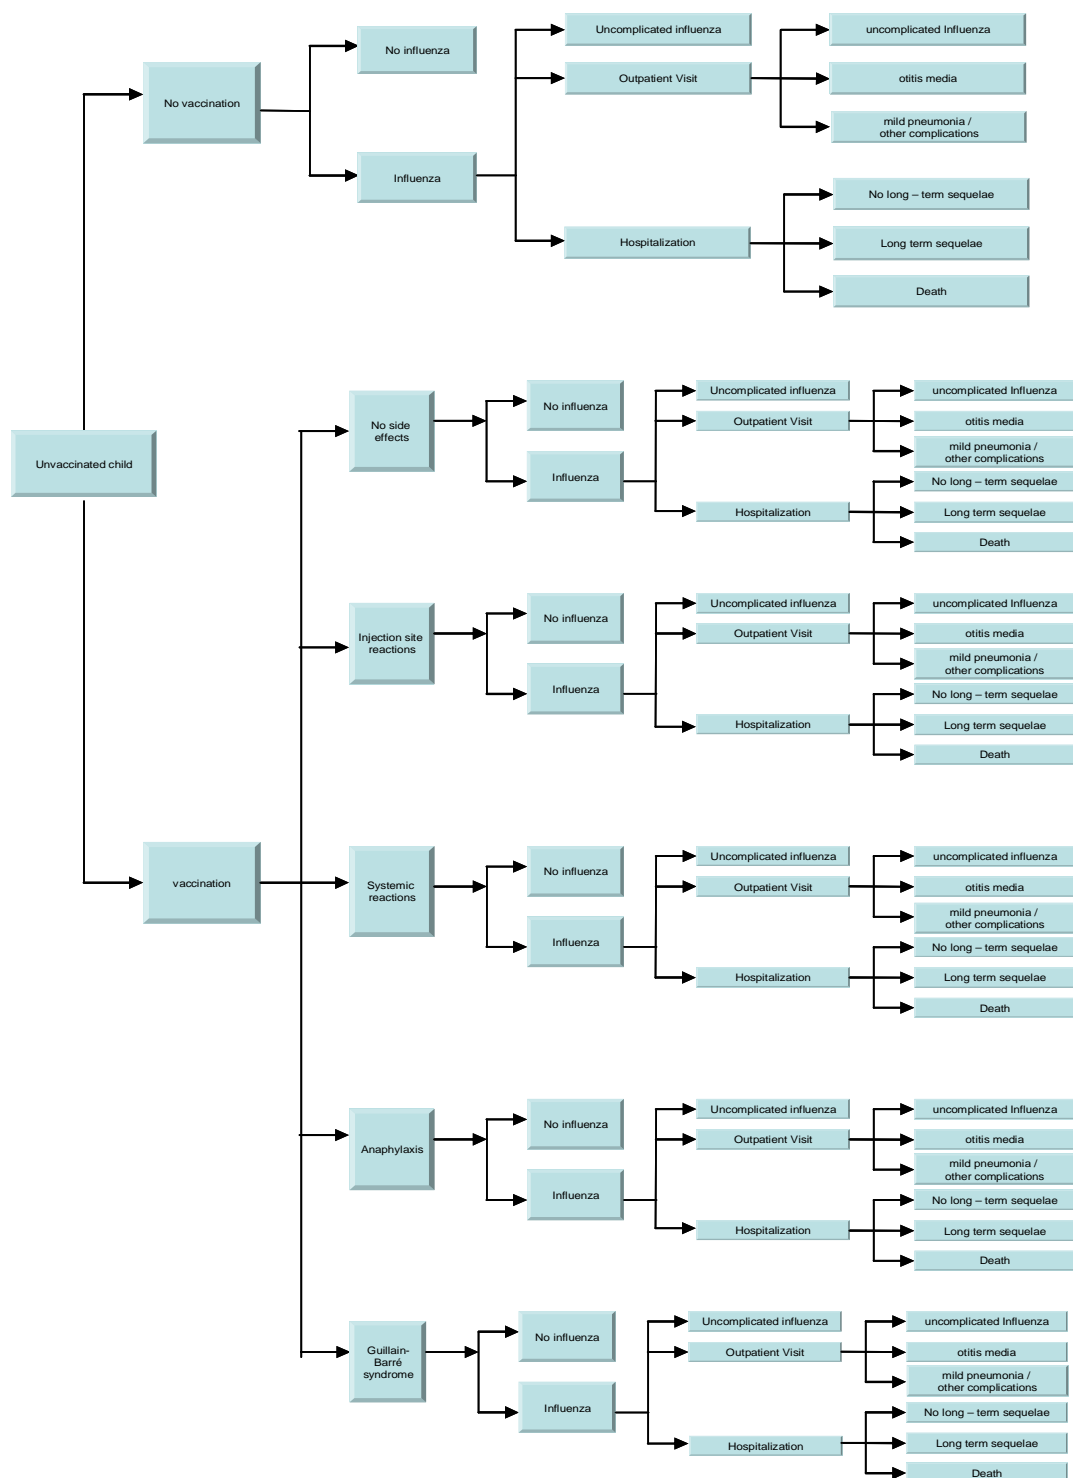 Uncomplicated influenza
uncomplicated Influenza
No influenza
Outpatient Visit
otitis media
No vaccination
mild pneumonia /
other complications
Influenza
No long – term sequelae
Hospitalization
Long term sequelae
Death
Unvaccinated child
No side
effects
No influenza
Influenza
Uncomplicated influenza
Outpatient Visit
Hospitalization
uncomplicated Influenza
otitis media
mild pneumonia /
other complications
No long – term sequelae
Long term sequelae
Death
Injection site
reactions
No influenza
Influenza
Uncomplicated influenza
Outpatient Visit
Hospitalization
uncomplicated Influenza
otitis media
mild pneumonia /
other complications
No long – term sequelae
Long term sequelae
Death
vaccination
Systemic
reactions
No influenza
Influenza
Uncomplicated influenza
Outpatient Visit
Hospitalization
uncomplicated influenza
otitis media
mild pneumonia /
other complications
No long – term sequelae
Long term sequelae
Death
Anaphylaxis
No influenza
Influenza
Uncomplicated influenza
Outpatient Visit
Hospitalization
uncomplicated Influenza
otitis media
mild pneumonia /
other complications
No long – term sequelae
Long term sequelae
Death
Guillain-
Barré
syndrome
No influenza
Influenza
Uncomplicated influenza
Outpatient Visit
Hospitalization
uncomplicated Influenza
otitis media
mild pneumonia /
other complications
No long – term sequelae
Long term sequelae
Death